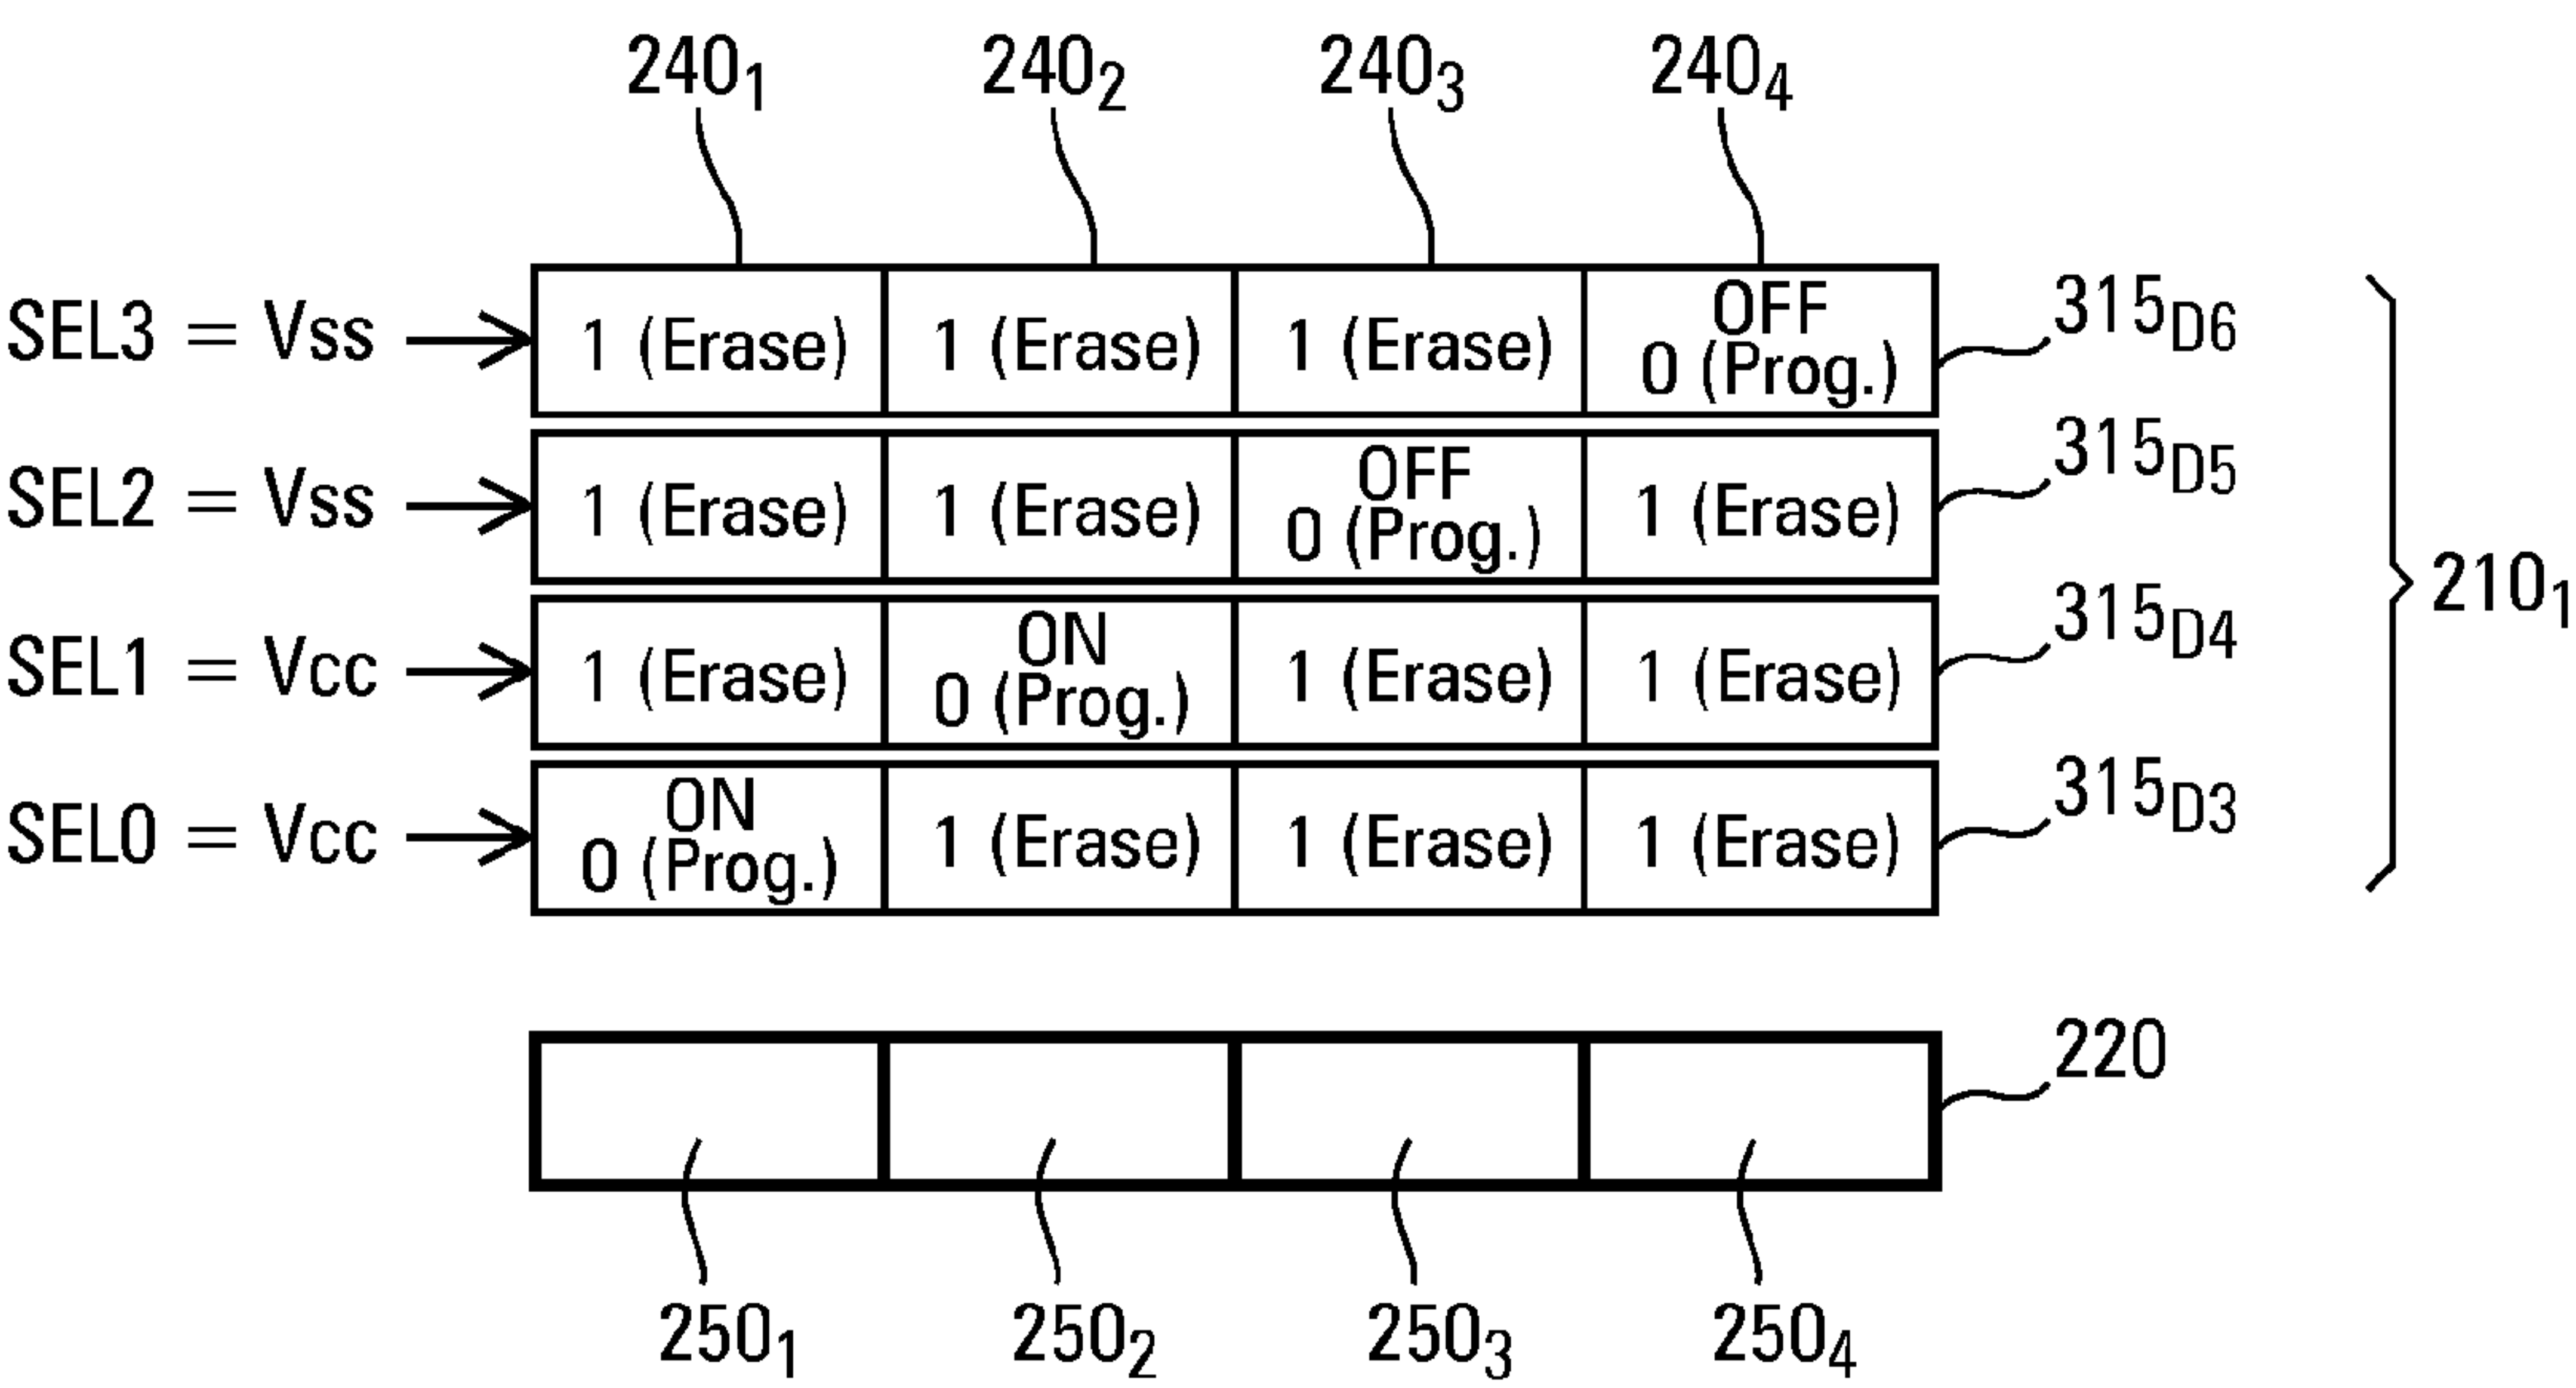 240₁ 240₂ 240₃ 240₄
SEL3 = Vss 1 (Erase) 1 (Erase) 1 (Erase) OFF 0 (Prog.) 315D6
SEL2 = Vss 1 (Erase) 1 (Erase) OFF 0 (Prog.) 1 (Erase) 315D5
210₁
SEL1 = Vcc 1 (Erase) ON 0 (Prog.) 1 (Erase) 1 (Erase) 315D4
SEL0 = Vcc ON 0 (Prog.) 1 (Erase) 1 (Erase) 1 (Erase) 315D3
220
250₁ 250₂ 250₃ 250₄